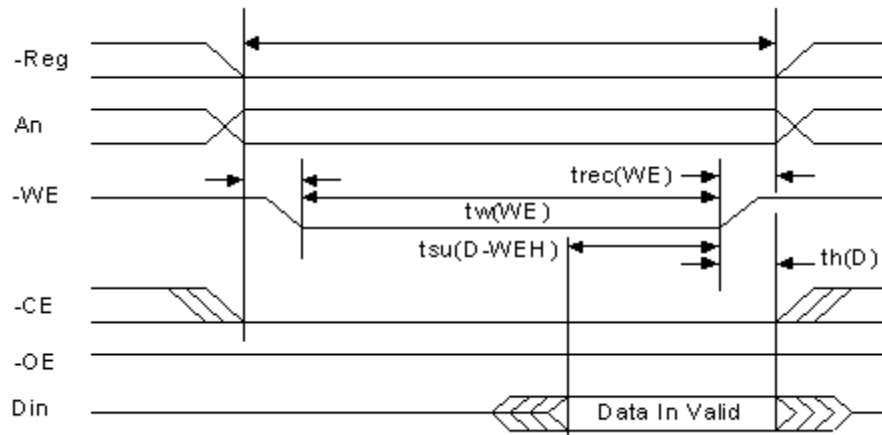 -Reg
An
trec(WE)
-WE
tw(WE)
tsu(D-WEH)
th(D)
-CE
-OE
Din
Data In Valid